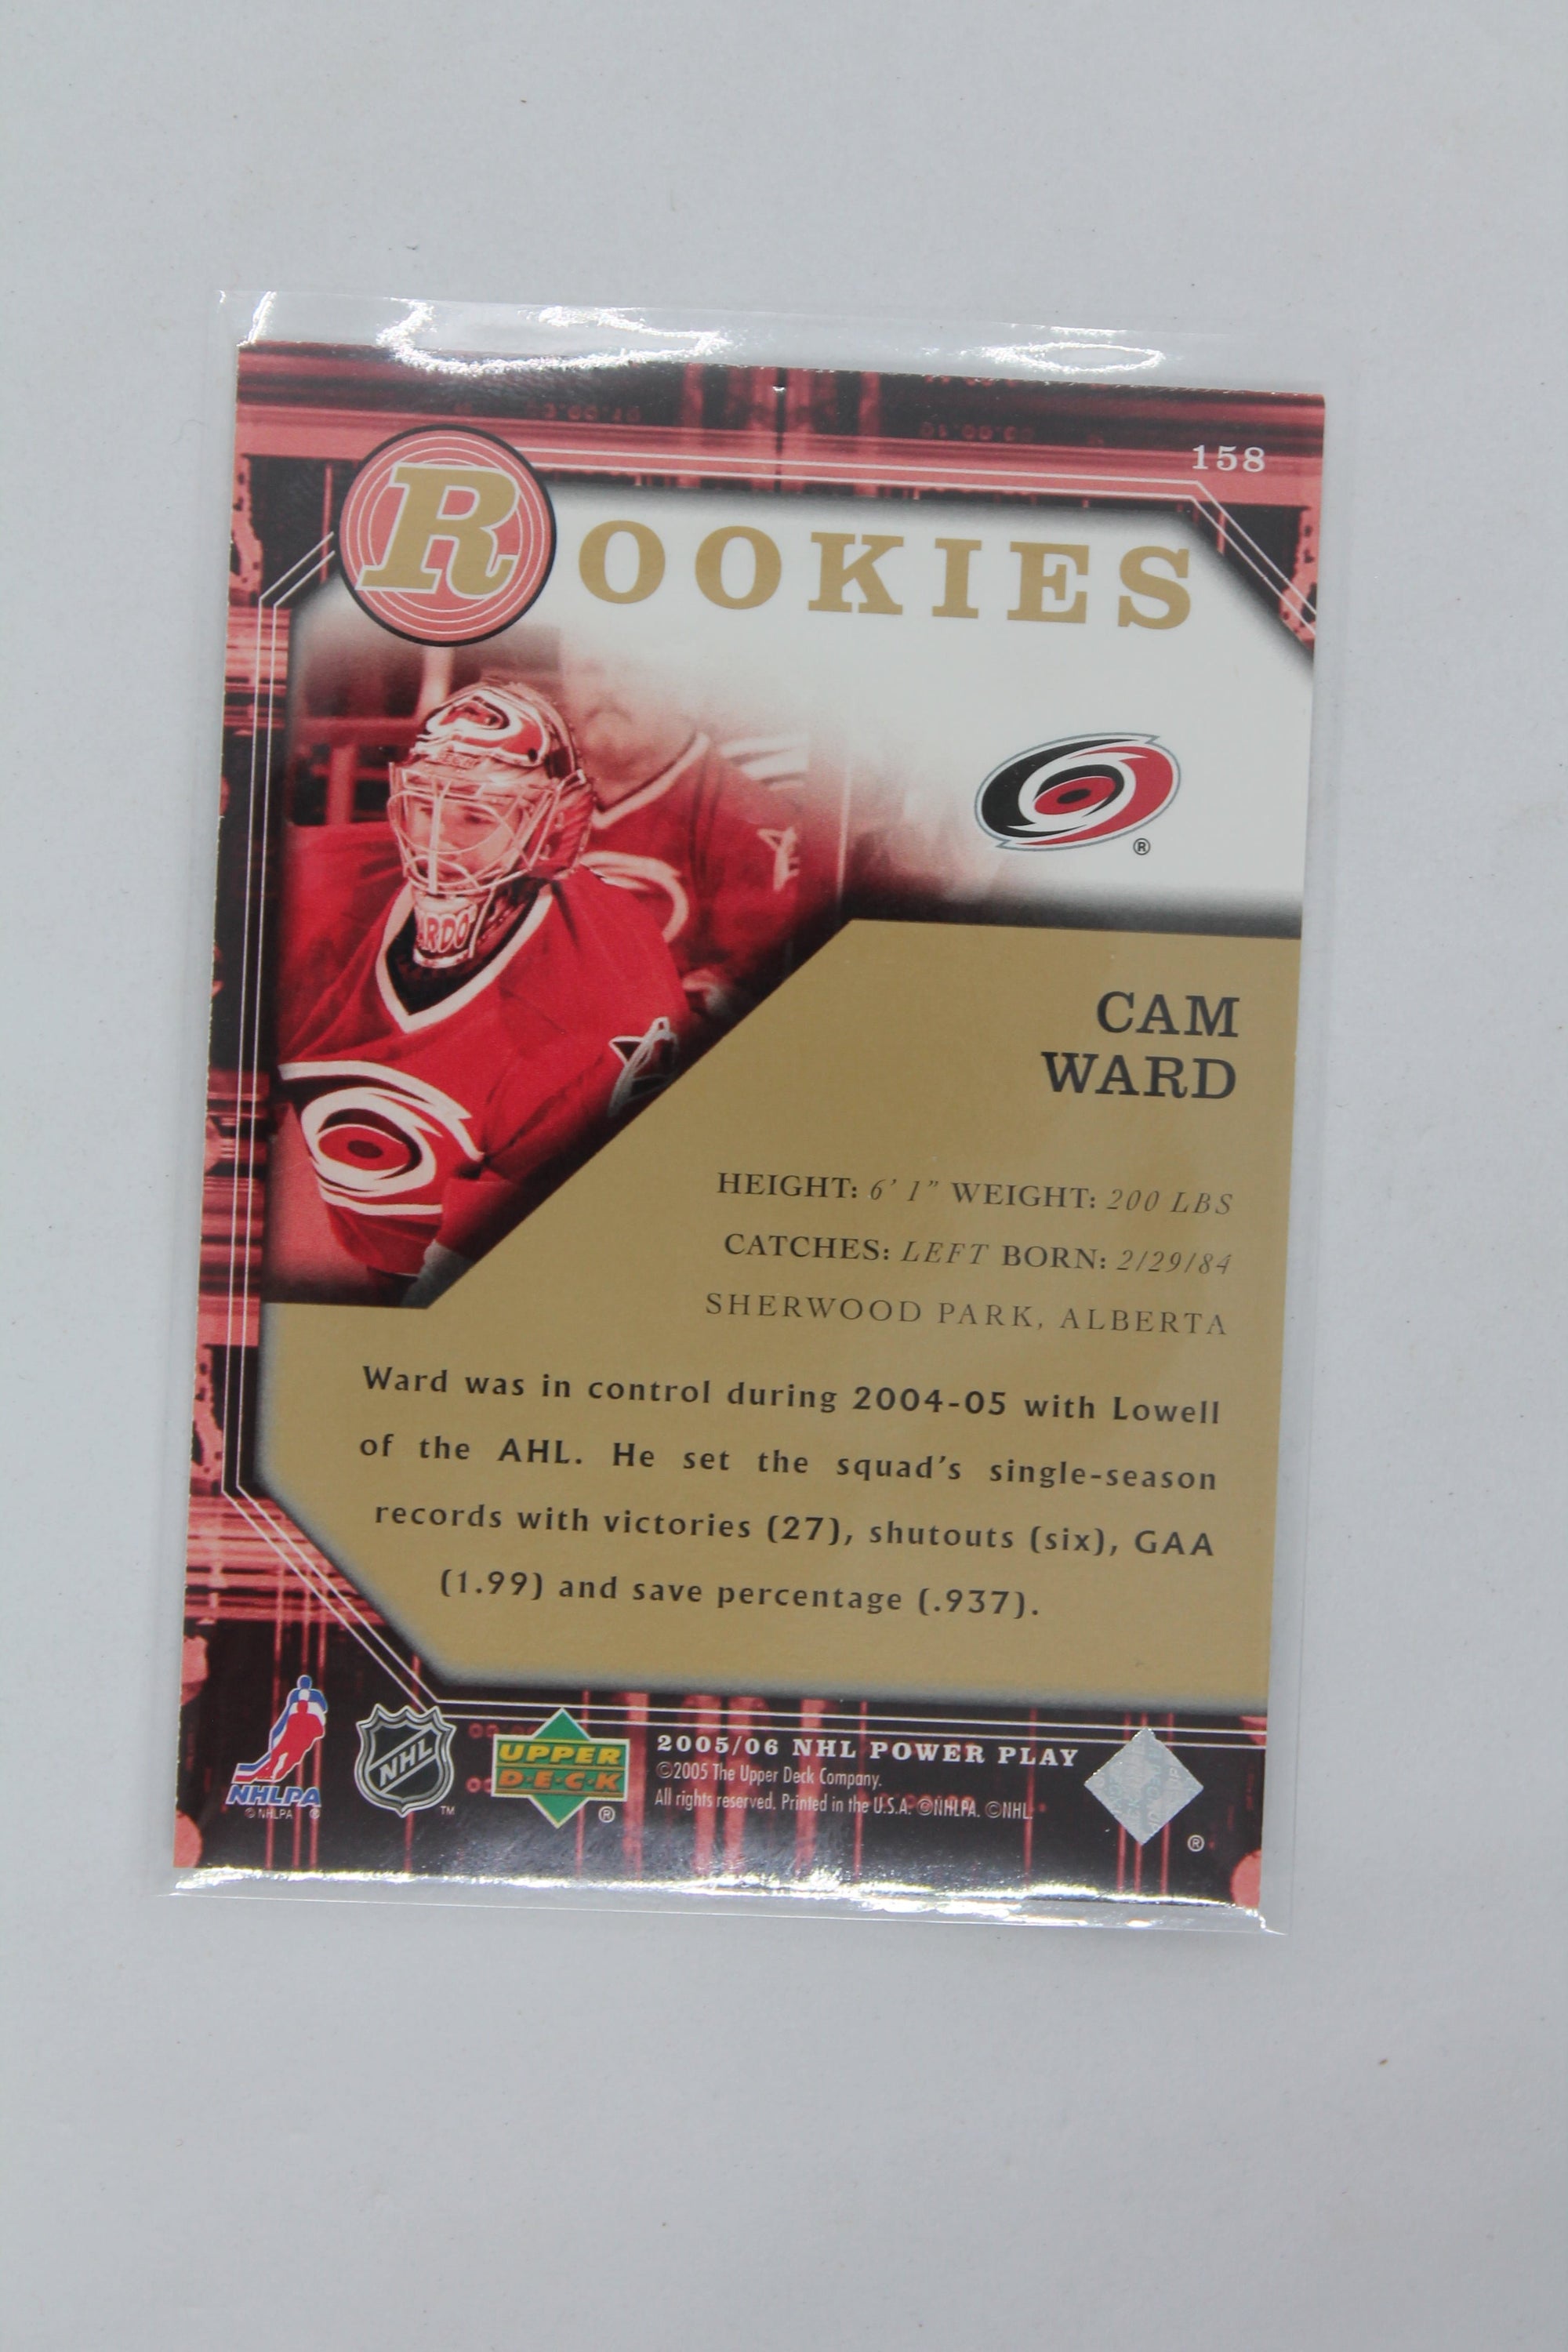 158
ROOKIES
ARDO
®
CAM
WARD
HEIGHT: 6' 1" WEIGHT: 200 LBS
CATCHES: LEFT BORN: 2/29/84
SHERWOOD PARK, ALBERTA
Ward was in control during 2004-05 with Lowell
of the AHL. He set the squad's single-season
records with victories (27), shutouts (six), GAA
(1.99) and save percentage (.937).
NHLPA
© NHLPA ®
NHL
™
UPPER
D·E·C·K
®
2005/06 NHL POWER PLAY
©2005 The Upper Deck Company.
All rights reserved. Printed in the U.S.A. ©NHLPA. ©NHL.
®